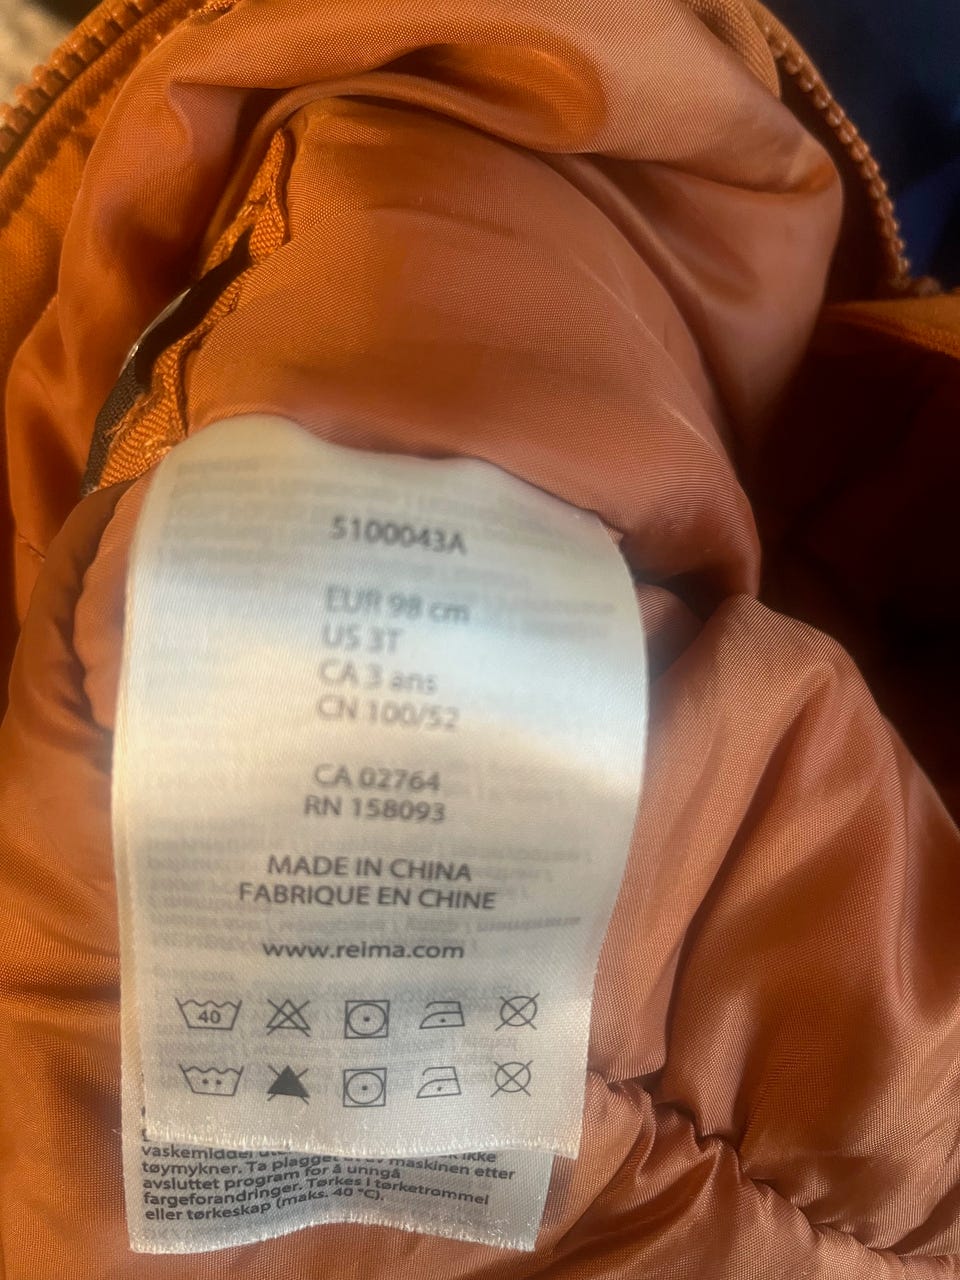 5100043A
EUR 98 cm
US 3T
CA 3 ans
CN 100/52
CA 02764
RN 158093
MADE IN CHINA
FABRIQUE EN CHINE
www.reima.com
40
vaskemiddel ikke
tøymykner. Ta plagget maskinen etter
avsluttet program for å unngå
fargeforandringer. Tørkes i tørketrommel
eller tørkeskap (maks. 40 °C).